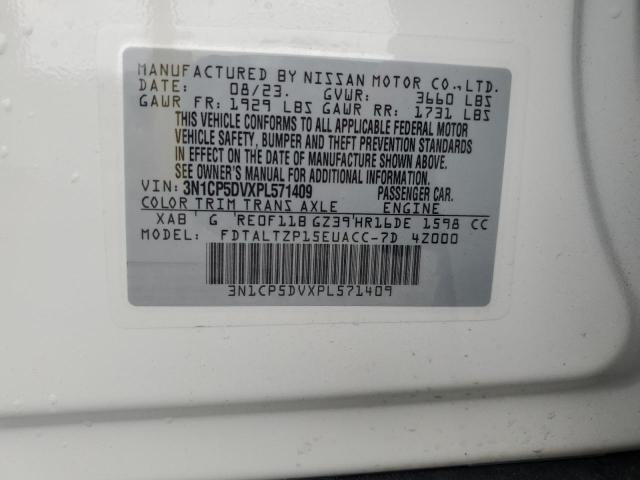 MANUFACTURED BY NISSAN MOTOR CO.,LTD.
DATE: 08/23. GVWR: 3660 LBS
GAWR FR: 1929 LBS GAWR RR: 1731 LBS
THIS VEHICLE CONFORMS TO ALL APPLICABLE FEDERAL MOTOR
VEHICLE SAFETY, BUMPER AND THEFT PREVENTION STANDARDS
IN EFFECT ON THE DATE OF MANUFACTURE SHOWN ABOVE.
SEE OWNER'S MANUAL FOR ADDITIONAL INFORMATION
VIN: 3N1CP5DVXPL571409 PASSENGER CAR.
COLOR TRIM TRANS AXLE ENGINE
XAB G RE0F11B GZ39 HR16DE 1598 CC
MODEL: FDTALTZP15EUACC-7D 4Z000
3N1CP5DVXPL571409